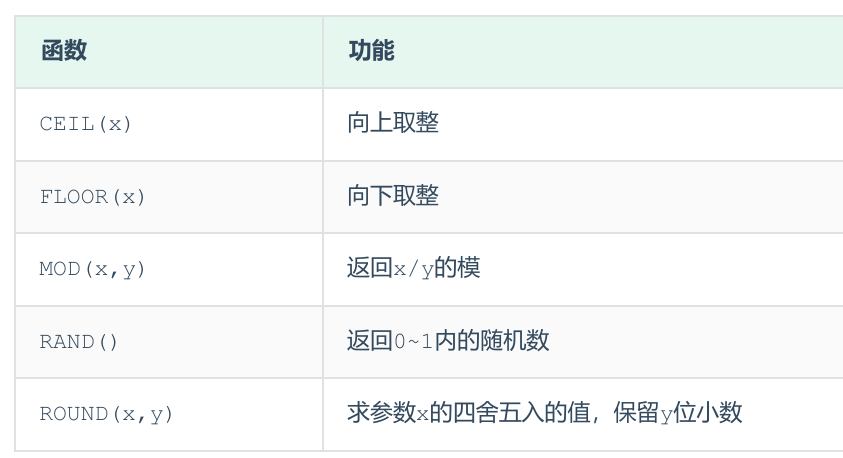 函数 功能
CEIL(x) 向上取整
FLOOR(x) 向下取整
MOD(x,y) 返回x/y的模
RAND() 返回0~1内的随机数
ROUND(x,y) 求参数x的四舍五入的值，保留y位小数